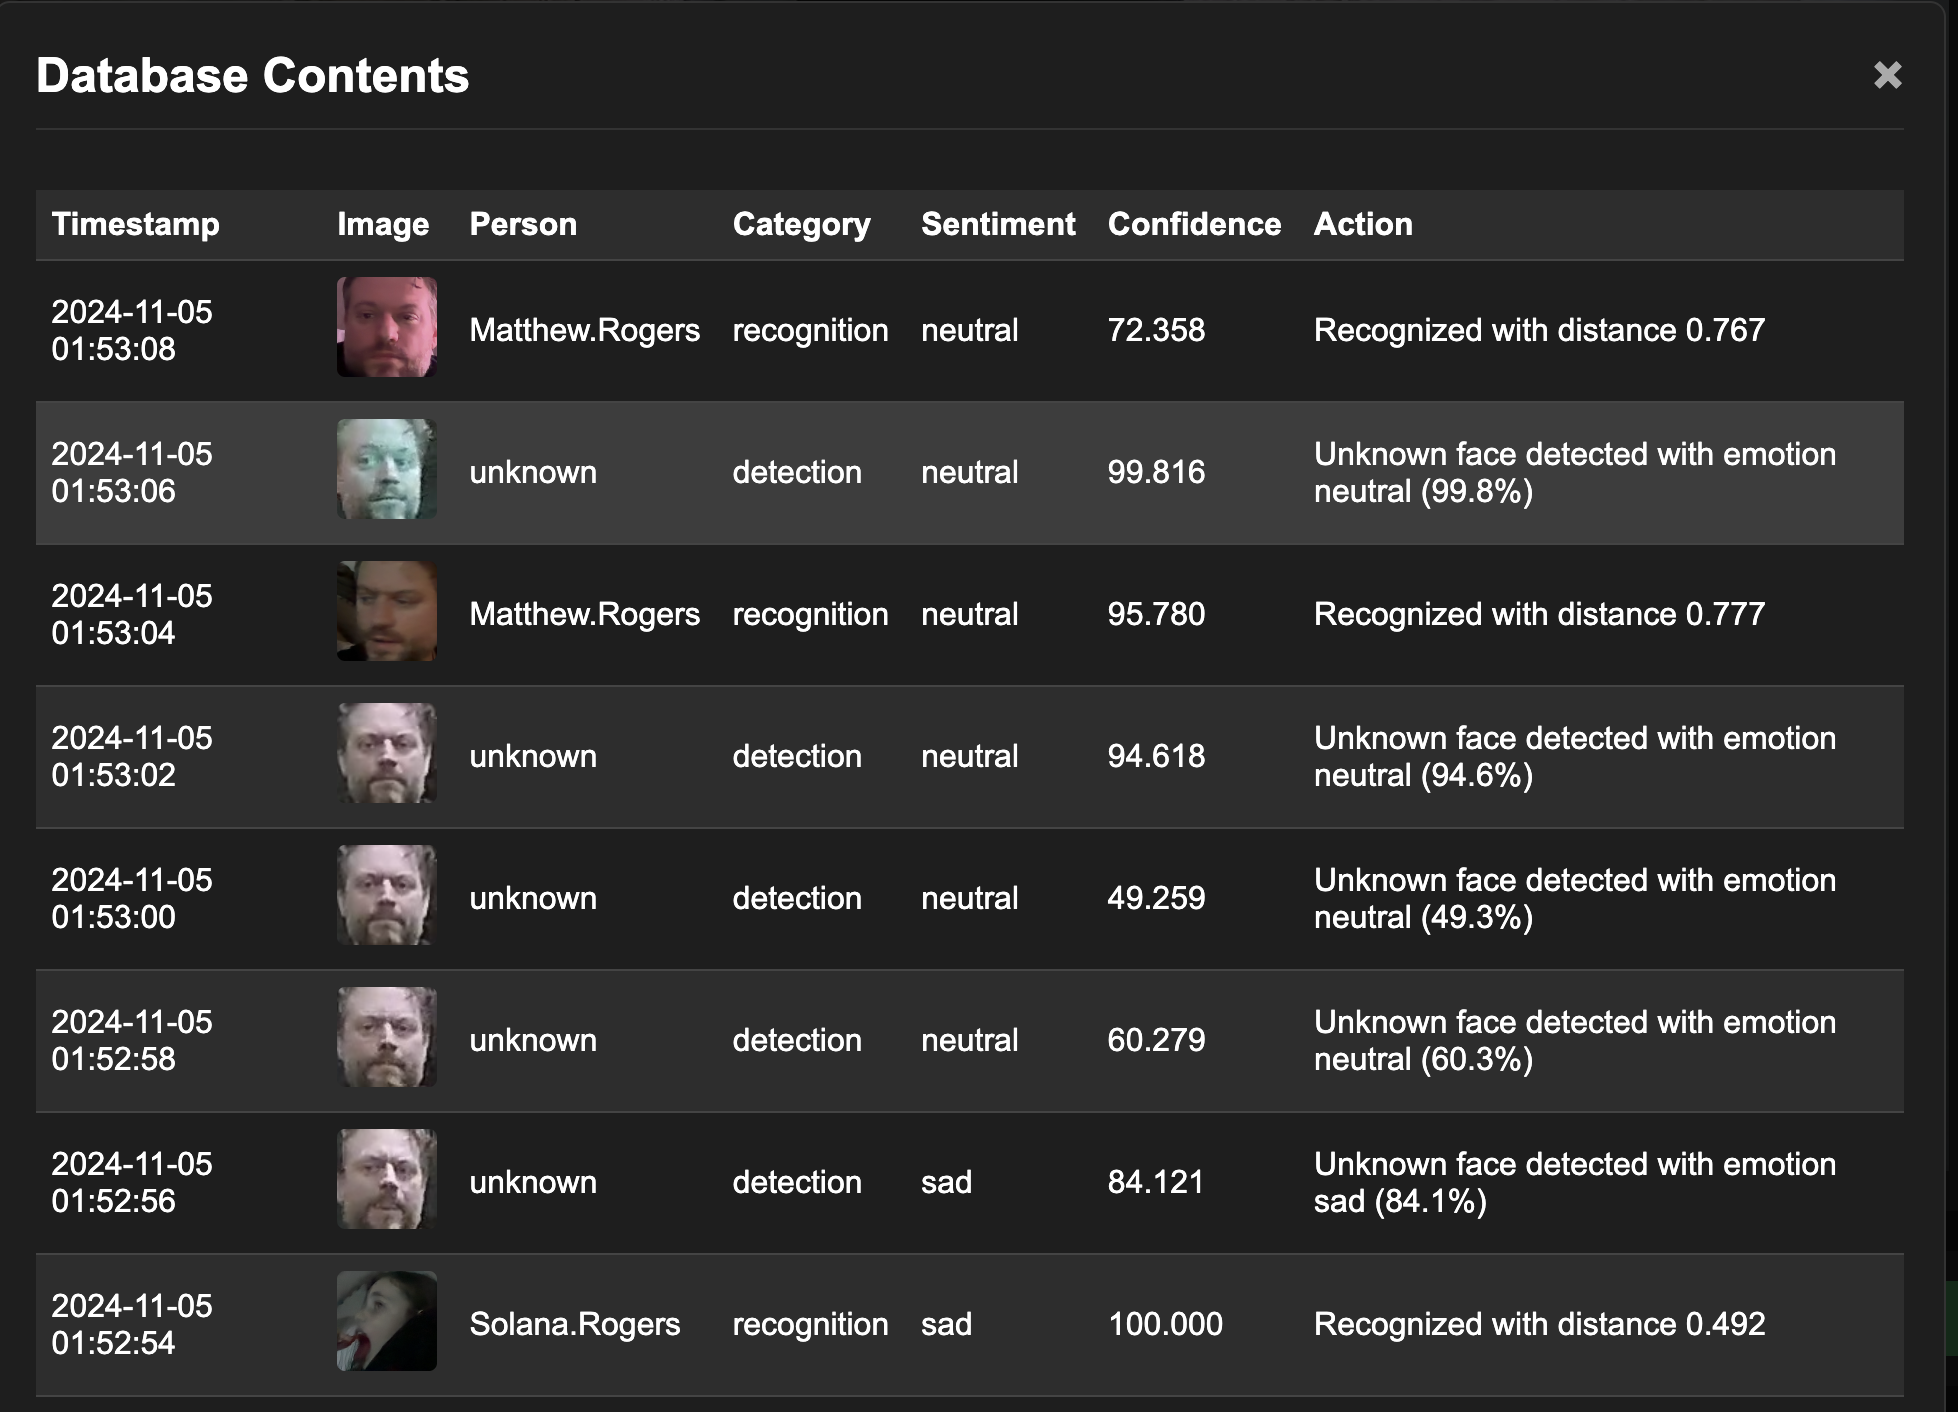 Database Contents
Timestamp Image Person Category Sentiment Confidence Action
2024-11-05
01:53:08
Matthew.Rogers recognition neutral 72.358 Recognized with distance 0.767
2024-11-05
01:53:06
unknown detection neutral 99.816 Unknown face detected with emotion
neutral (99.8%)
2024-11-05
01:53:04
Matthew.Rogers recognition neutral 95.780 Recognized with distance 0.777
2024-11-05
01:53:02
unknown detection neutral 94.618 Unknown face detected with emotion
neutral (94.6%)
2024-11-05
01:53:00
unknown detection neutral 49.259 Unknown face detected with emotion
neutral (49.3%)
2024-11-05
01:52:58
unknown detection neutral 60.279 Unknown face detected with emotion
neutral (60.3%)
2024-11-05
01:52:56
unknown detection sad 84.121 Unknown face detected with emotion
sad (84.1%)
2024-11-05
01:52:54
Solana.Rogers recognition sad 100.000 Recognized with distance 0.492